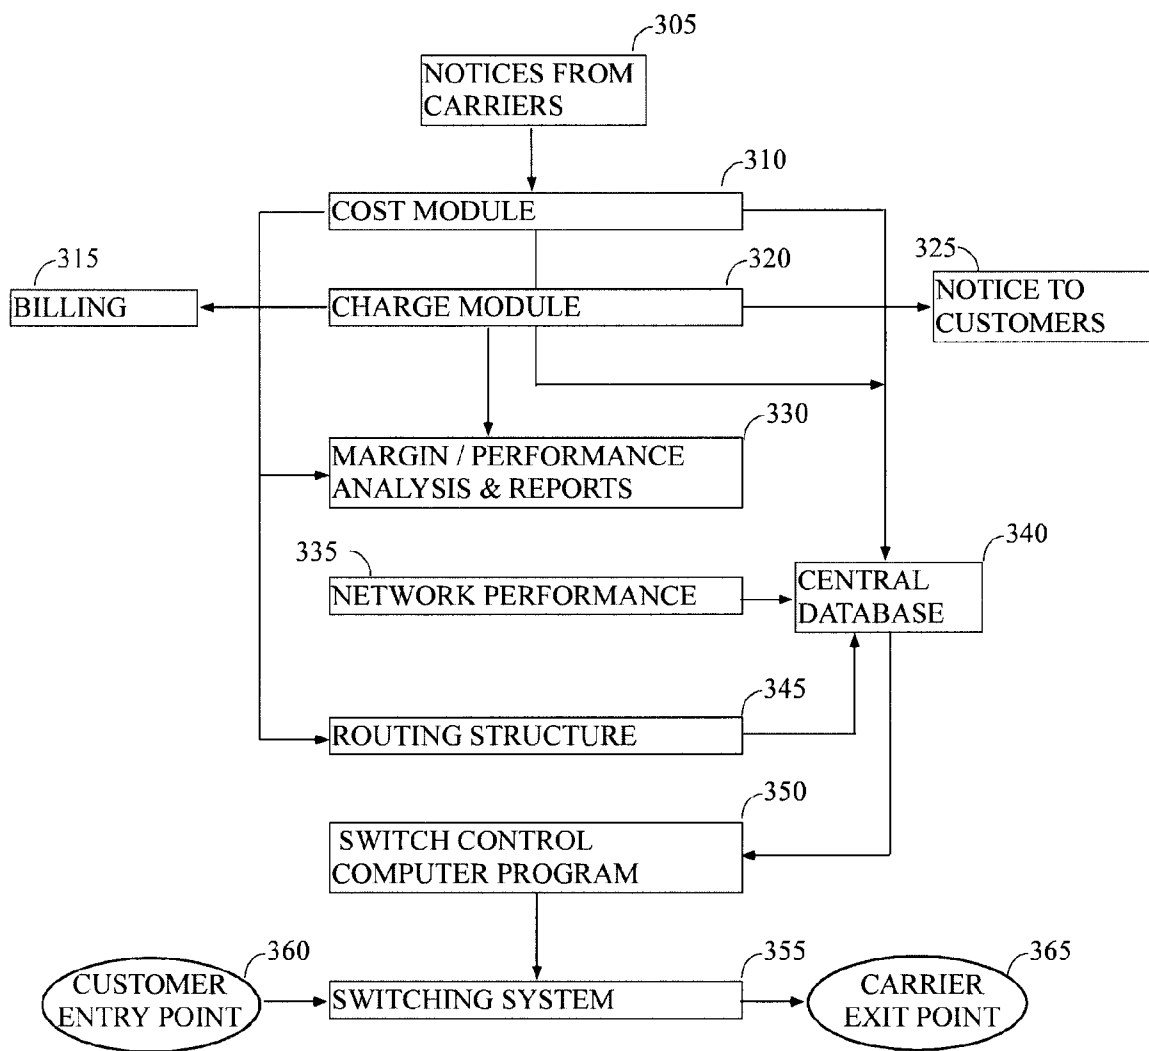 305
NOTICES FROM
CARRIERS
310
COST MODULE
315
BILLING
320
CHARGE MODULE
325
NOTICE TO
CUSTOMERS
330
MARGIN / PERFORMANCE
ANALYSIS & REPORTS
335
NETWORK PERFORMANCE
340
CENTRAL
DATABASE
345
ROUTING STRUCTURE
350
SWITCH CONTROL
COMPUTER PROGRAM
360
CUSTOMER
ENTRY POINT
355
SWITCHING SYSTEM
365
CARRIER
EXIT POINT